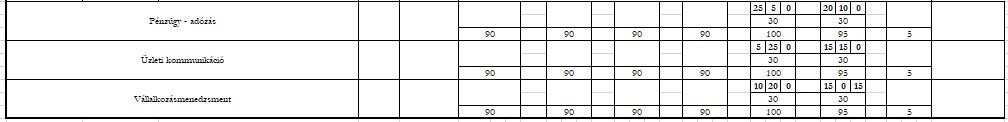 25 5 0 20 10 0
Pénzügy - adózás 30 30
90 90 90 90 100 95 5
5 25 0 15 15 0
Üzleti kommunikáció 30 30
90 90 90 90 100 95 5
10 20 0 15 0 15
Vállalkozásmenedzsment 30 30
90 90 90 90 100 95 5